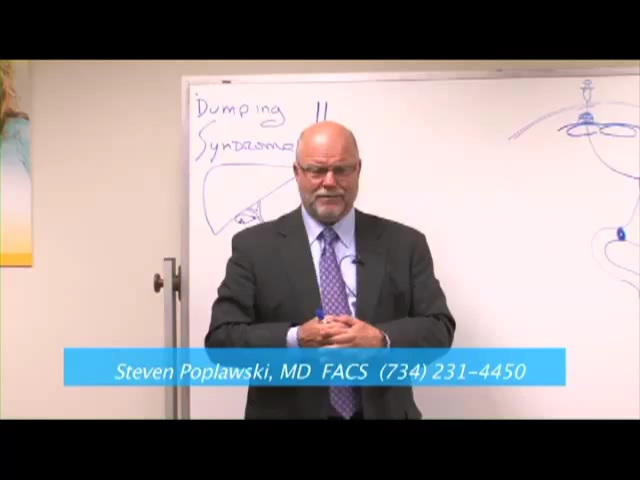 Dumping
Syndrome
Steven Poplawski, MD FACS (734) 231-4450